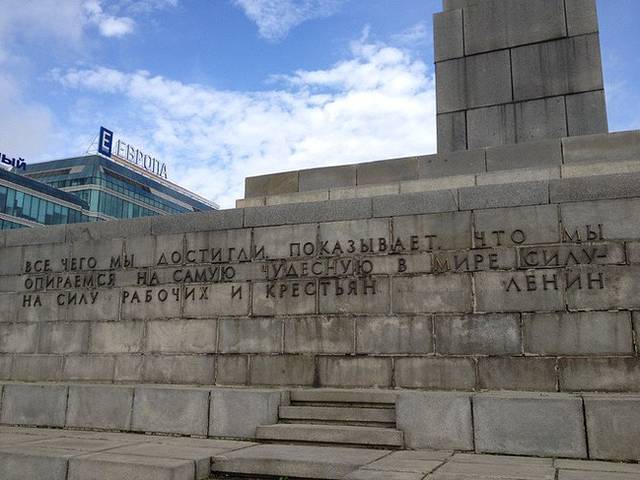 ный
Е ЕВРОПА
ВСЕ ЧЕГО МЫ ДОСТИГЛИ ПОКАЗЫВАЕТ, ЧТО МЫ
ОПИРАЕМСЯ НА САМУЮ ЧУДЕСНУЮ В МИРЕ СИЛУ-
НА СИЛУ РАБОЧИХ И КРЕСТЬЯН ЛЕНИН